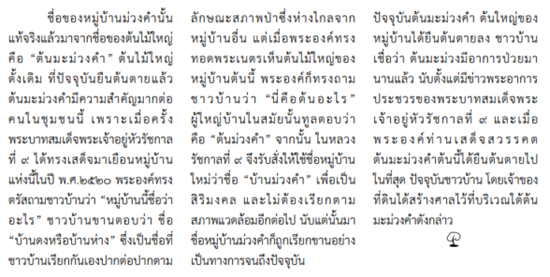 ชื่อของหมู่บ้านม่วงคำนั้น
แท้จริงแล้วมาจากชื่อของต้นไม้ใหญ่
คือ “ต้นมะม่วงคำ” ต้นไม้ใหญ่
ดั้งเดิม ที่ปัจจุบันยืนต้นตายแล้ว
ต้นมะม่วงคำมีความสำคัญมากต่อ
คนในชุมชนนี้ เพราะเมื่อครั้ง
พระบาทสมเด็จพระเจ้าอยู่หัวรัชกาล
ที่ ๙ ได้ทรงเสด็จมาเยือนหมู่บ้าน
แห่งนี้ในปี พ.ศ.๒๕๒๐ พระองค์ทรง
ตรัสถามชาวบ้านว่า “หมู่บ้านนี้ชื่อว่า
อะไร” ชาวบ้านขานตอบว่า ชื่อ
“บ้านดงหรือบ้านห่าง” ซึ่งเป็นชื่อที่
ชาวบ้านเรียกกันเองปากต่อปากตาม
ลักษณะสภาพป่าซึ่งห่างไกลจาก
หมู่บ้านอื่น แต่เมื่อพระองค์ทรง
ทอดพระเนตรเห็นต้นไม้ใหญ่ของ
หมู่บ้านต้นนี้ พระองค์ก็ทรงถาม
ชาวบ้านว่า “นี่คือต้นอะไร”
ผู้ใหญ่บ้านในสมัยนั้นทูลตอบว่า
คือ “ต้นม่วงคำ” จากนั้น ในหลวง
รัชกาลที่ ๙ จึงรับสั่งให้ใช้ชื่อหมู่บ้าน
ใหม่ว่าชื่อ “บ้านม่วงคำ” เพื่อเป็น
สิริมงคล และไม่ต้องเรียกตาม
สภาพแวดล้อมอีกต่อไป นับแต่นั้นมา
ชื่อหมู่บ้านม่วงคำก็ถูกเรียกขานอย่าง
เป็นทางการจนถึงปัจจุบัน
ปัจจุบันต้นมะม่วงคำ ต้นใหญ่ของ
หมู่บ้านได้ยืนต้นตายลง ชาวบ้าน
เชื่อว่า ต้นมะม่วงมีอาการป่วยมา
นานแล้ว นับตั้งแต่มีข่าวพระอาการ
ประชวรของพระบาทสมเด็จพระ
เจ้าอยู่หัวรัชกาลที่ ๙ และเมื่อ
พระองค์ท่านเสด็จสวรรคต
ต้นมะม่วงคำต้นนี้ได้ยืนต้นตายไป
ในที่สุด ปัจจุบันชาวบ้าน โดยเจ้าของ
ที่ดินได้สร้างศาลไว้ที่บริเวณใต้ต้น
มะม่วงคำดังกล่าว